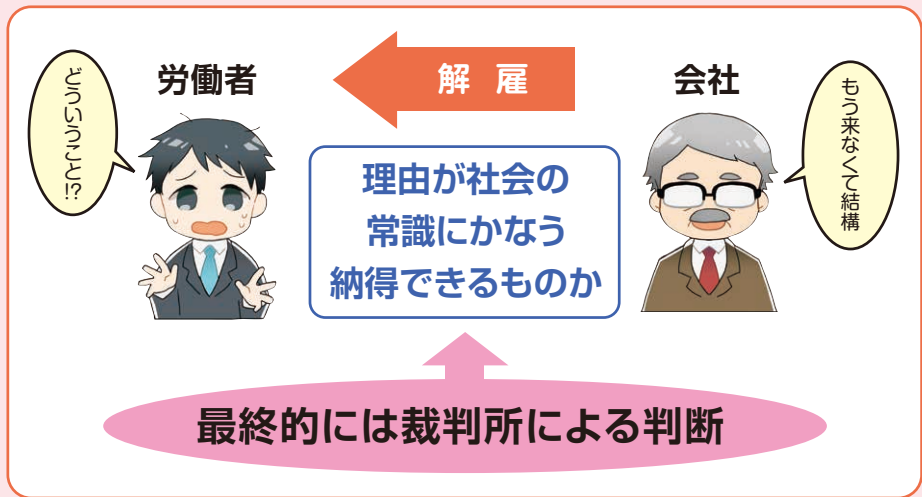 どういうこと!?
労働者
解雇
会社
もう来なくて結構
理由が社会の
常識にかなう
納得できるものか
最終的には裁判所による判断